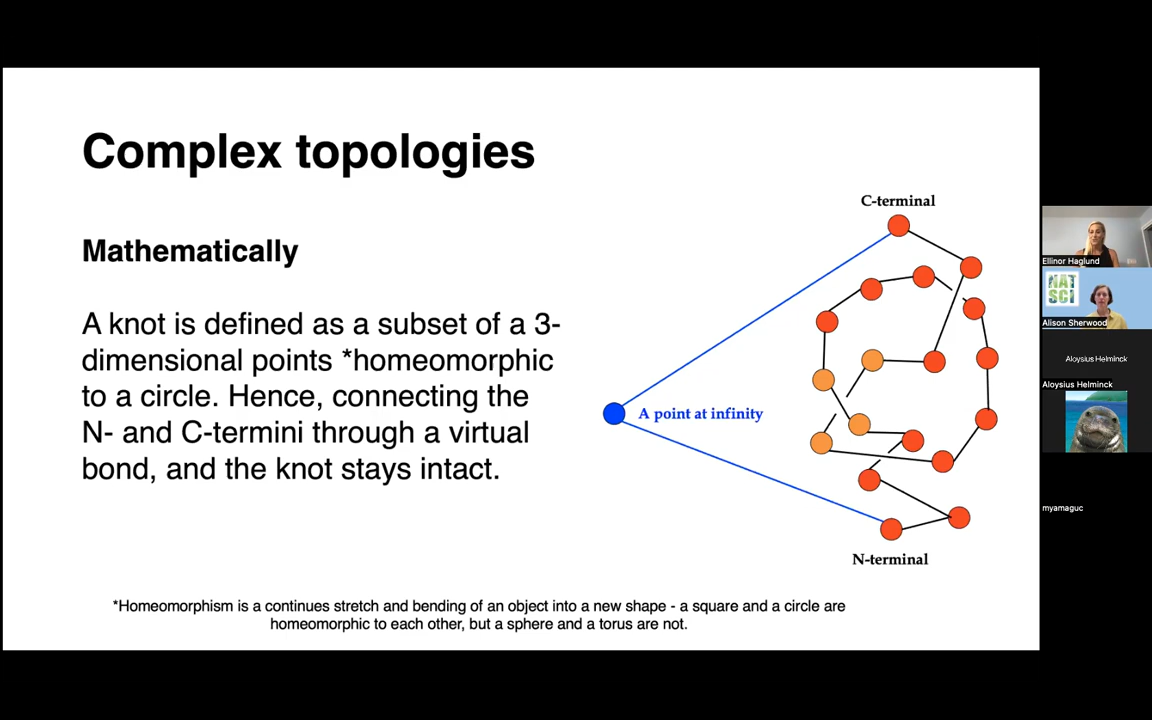 Complex topologies
Mathematically
A knot is defined as a subset of a 3-
dimensional points *homeomorphic
to a circle. Hence, connecting the
N- and C-termini through a virtual
bond, and the knot stays intact.
C-terminal
A point at infinity
N-terminal
*Homeomorphism is a continues stretch and bending of an object into a new shape - a square and a circle are
homeomorphic to each other, but a sphere and a torus are not.
Ellinor Haglund
NAT
SCI
Alison Sherwood
Aloysius Helminck
Aloysius Helminck
myamaguc